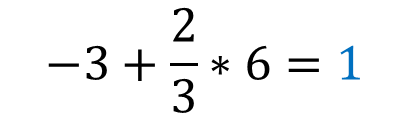 −3 + 2/3 ∗ 6 = 1